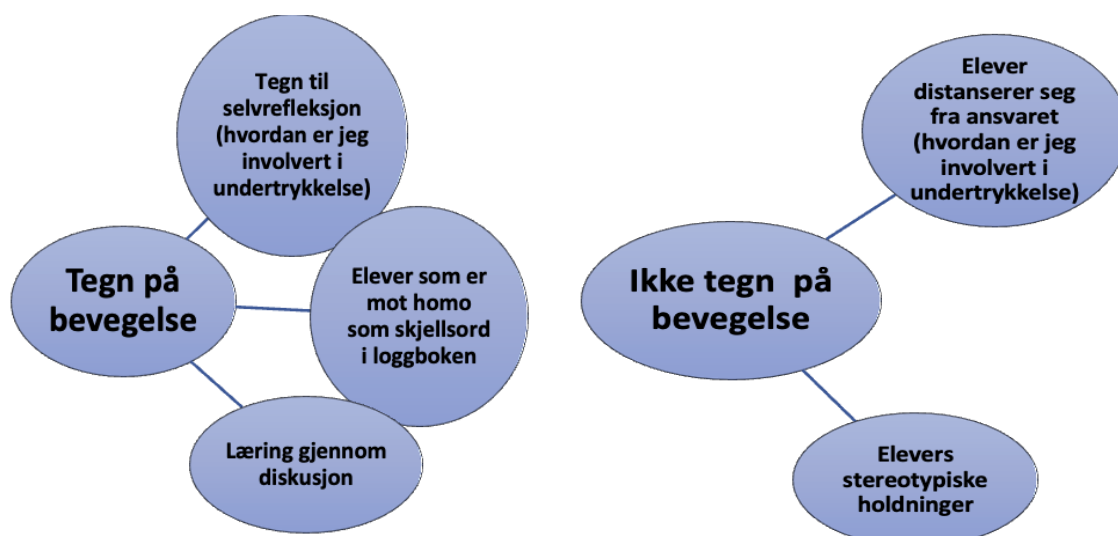 Tegn til
selvrefleksjon
(hvordan er jeg
involvert i
undertrykkelse)
Tegn på
bevegelse
Elever som er
mot homo
som skjellsord
i loggboken
Læring gjennom
diskusjon
Elever
distanserer seg
fra ansvaret
(hvordan er jeg
involvert i
undertrykkelse)
Ikke tegn på
bevegelse
Elevers
stereotypiske
holdninger